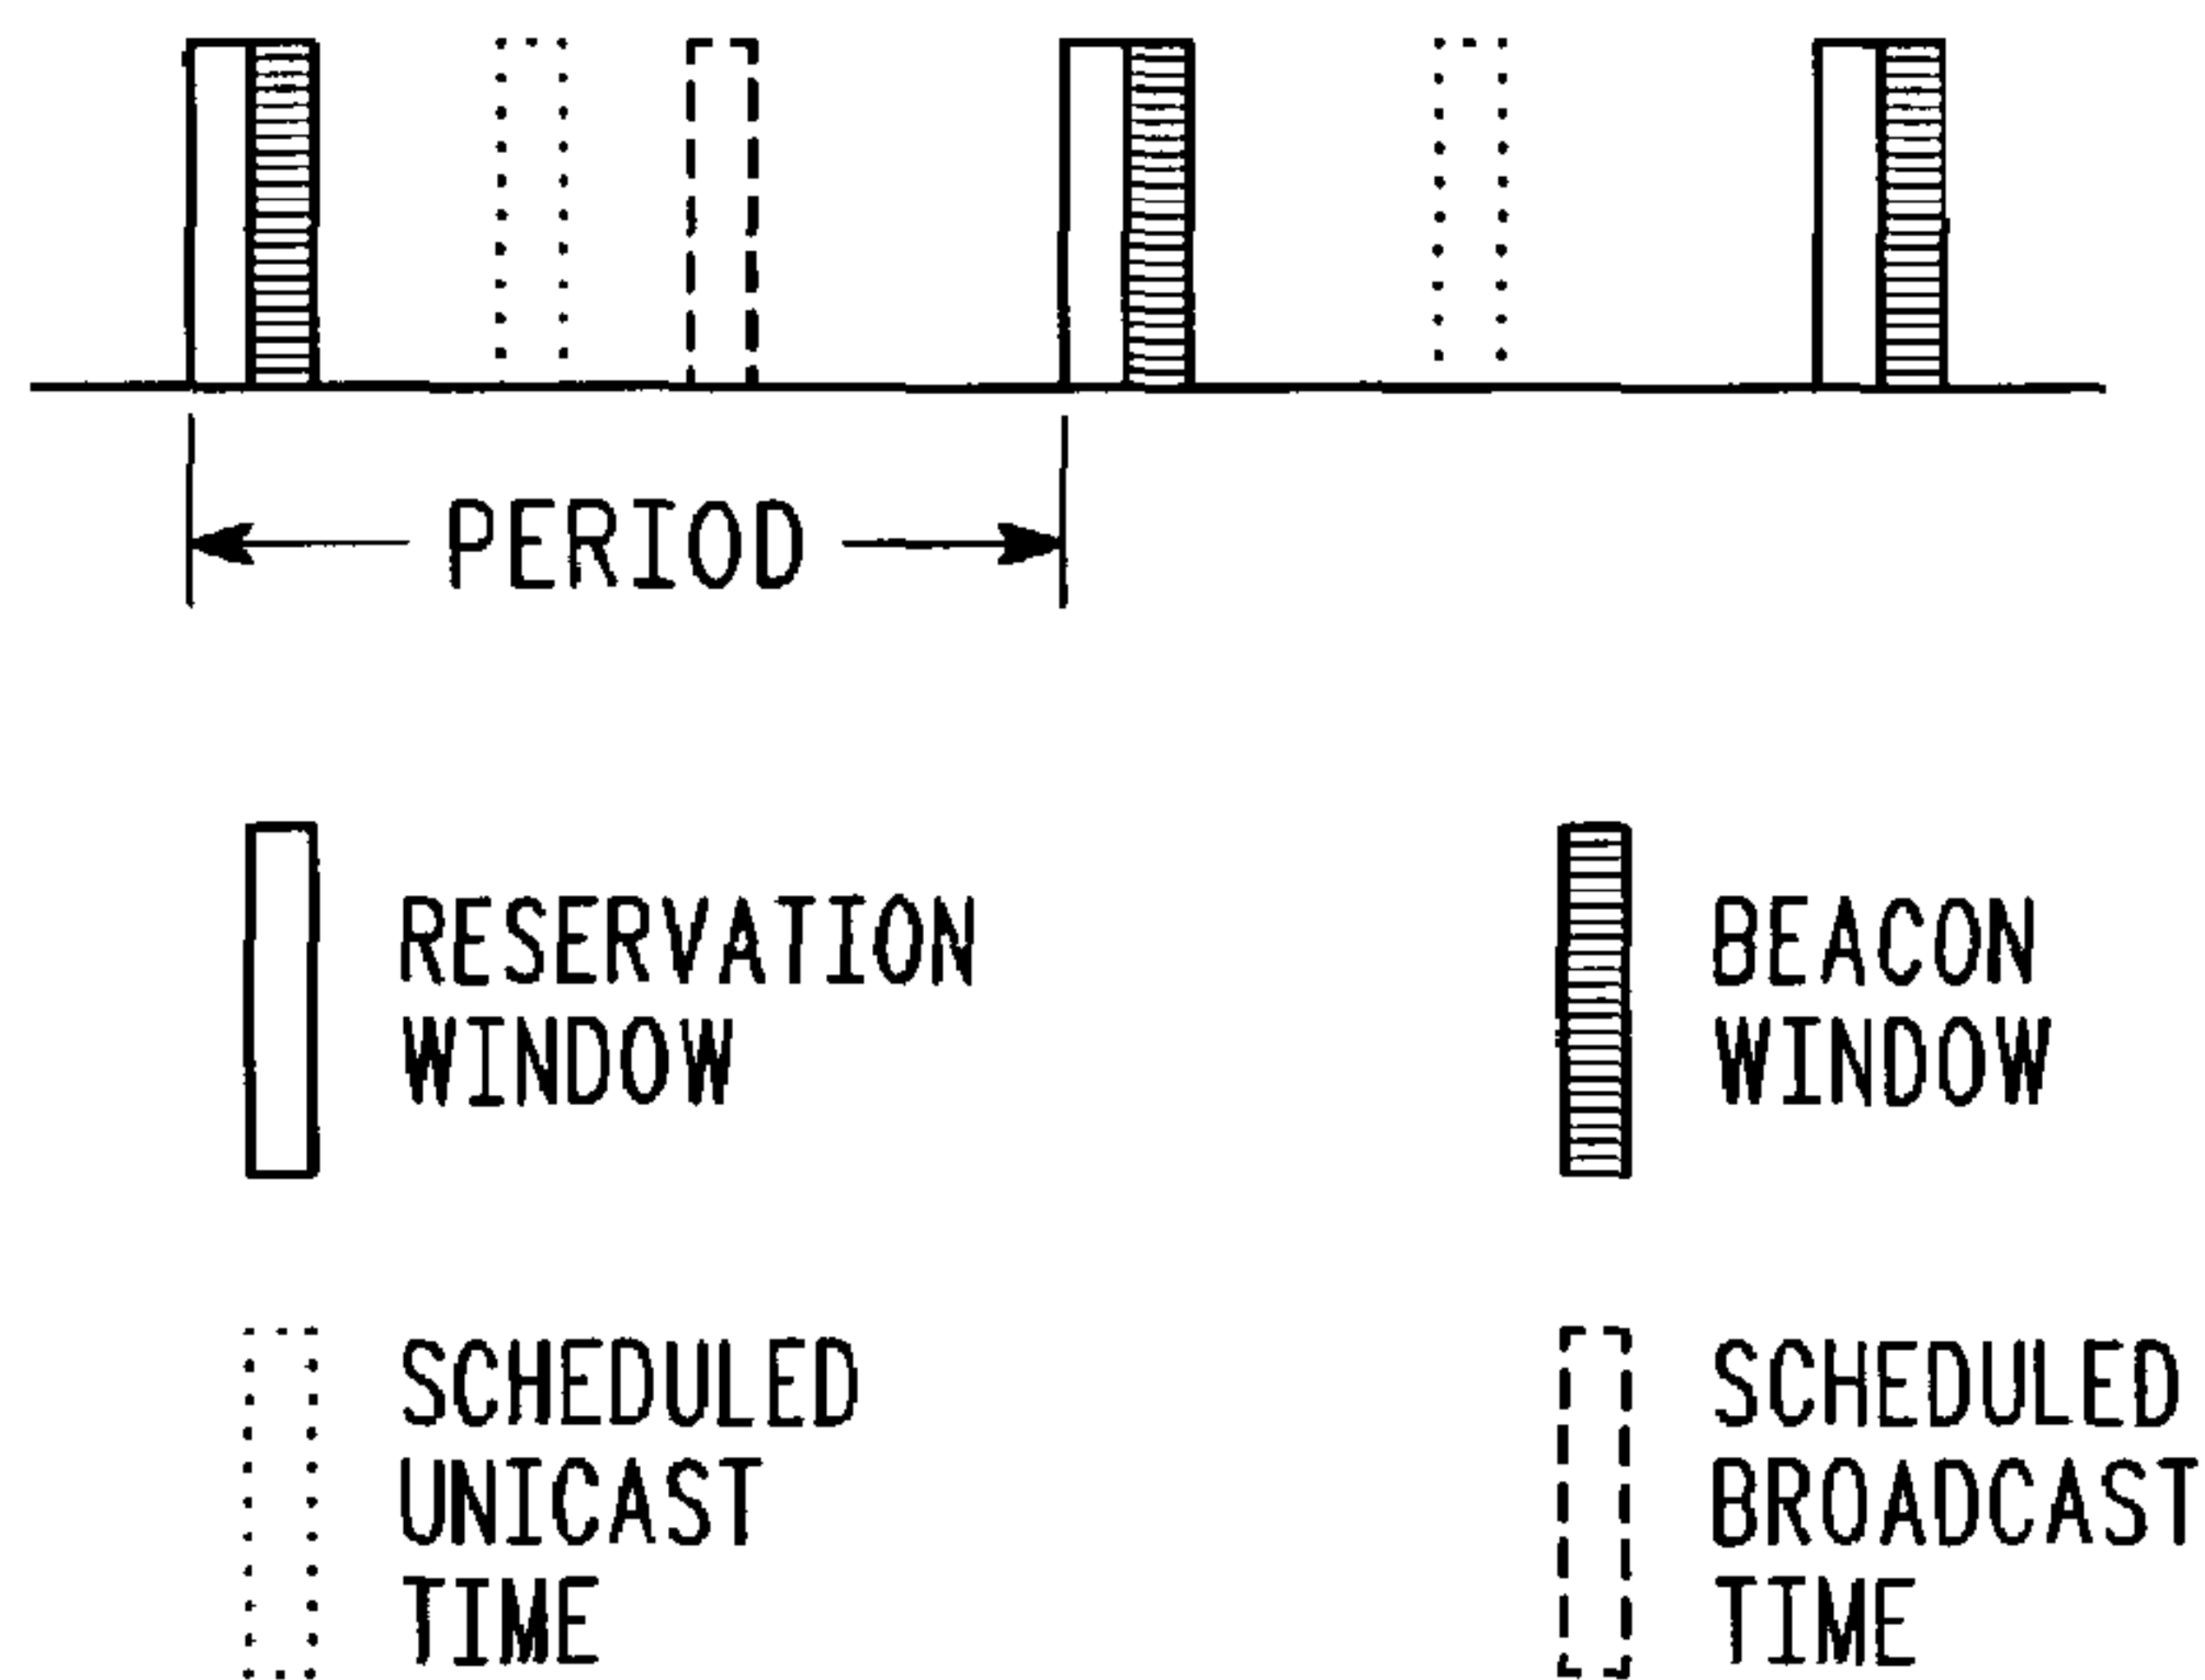 PERIOD
RESERVATION
WINDOW
BEACON
WINDOW
SCHEDULED
UNICAST
TIME
SCHEDULED
BROADCAST
TIME